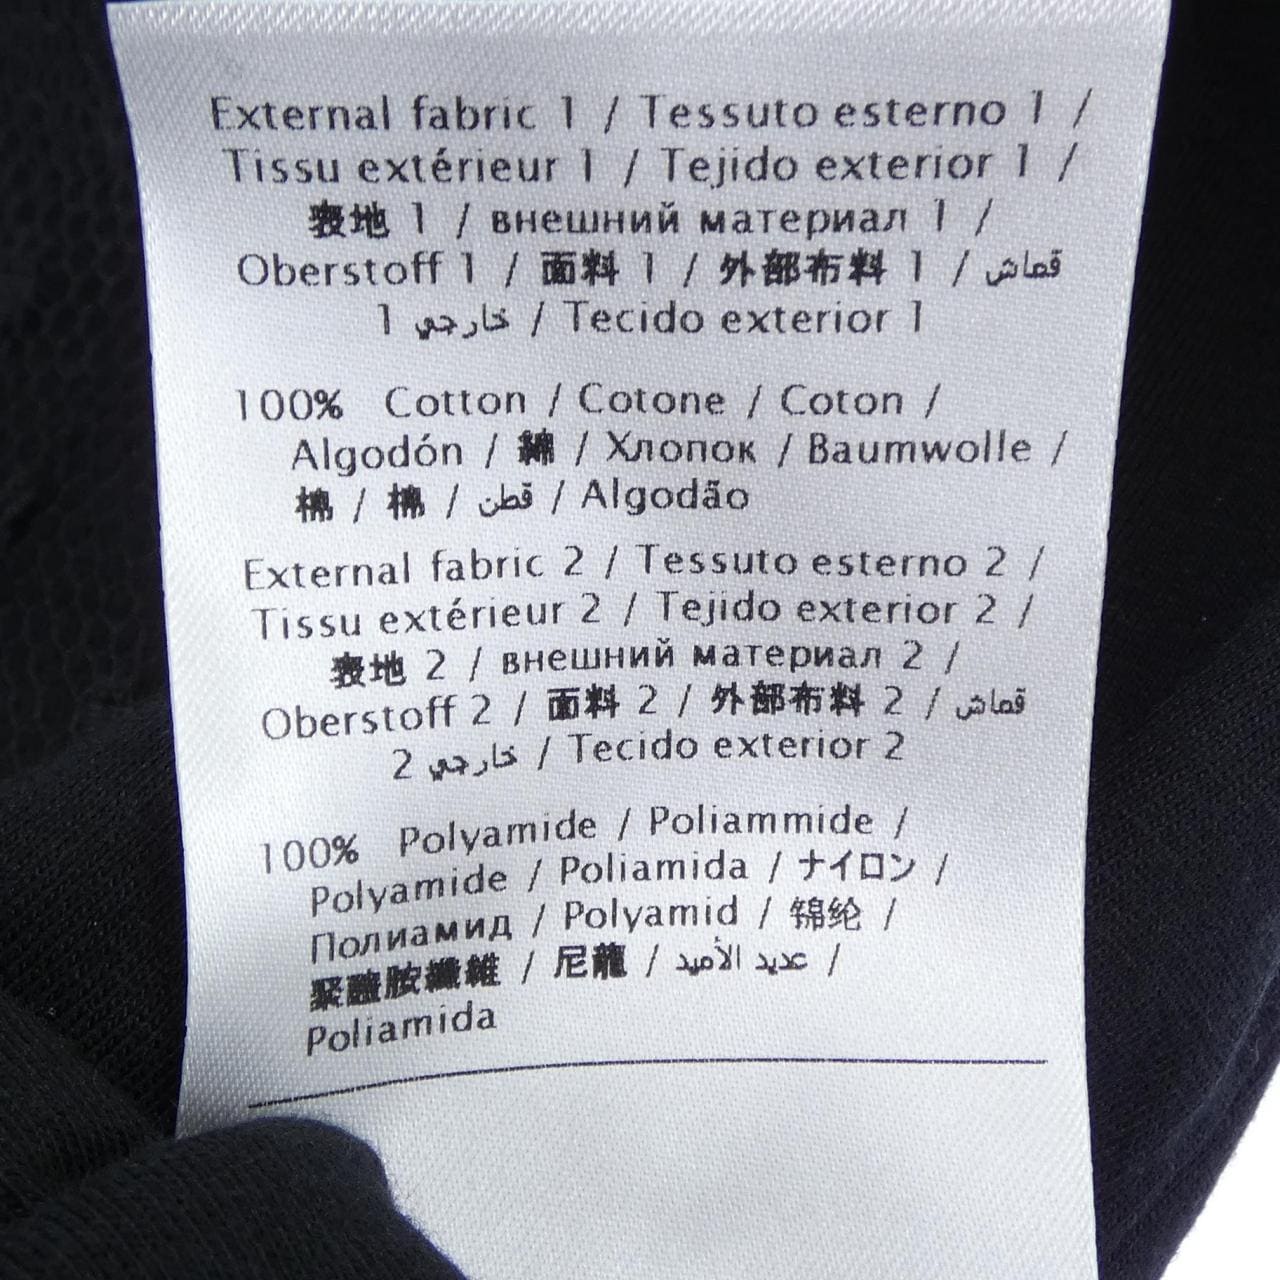 External fabric 1 / Tessuto esterno 1 /
Tissu extérieur 1 / Tejido exterior 1 /
表地 1 / внешний материал 1 /
Oberstoff 1 / 面料 1 / 外部布料 1 / قماش
خارجي 1 / Tecido exterior 1
100% Cotton / Cotone / Coton /
Algodón / 綿 / Хлопок / Baumwolle /
棉 / 棉 / قطن / Algodão
External fabric 2 / Tessuto esterno 2 /
Tissu extérieur 2 / Tejido exterior 2 /
表地 2 / внешний материал 2 /
Oberstoff 2 / 面料 2 / 外部布料 2 / قماش
خارجي 2 / Tecido exterior 2
100% Polyamide / Poliammide /
Polyamide / Poliamida / ナイロン /
Полиамид / Polyamid / 锦纶 /
聚醯胺纖維 / 尼龍 / عديد الأميد /
Poliamida